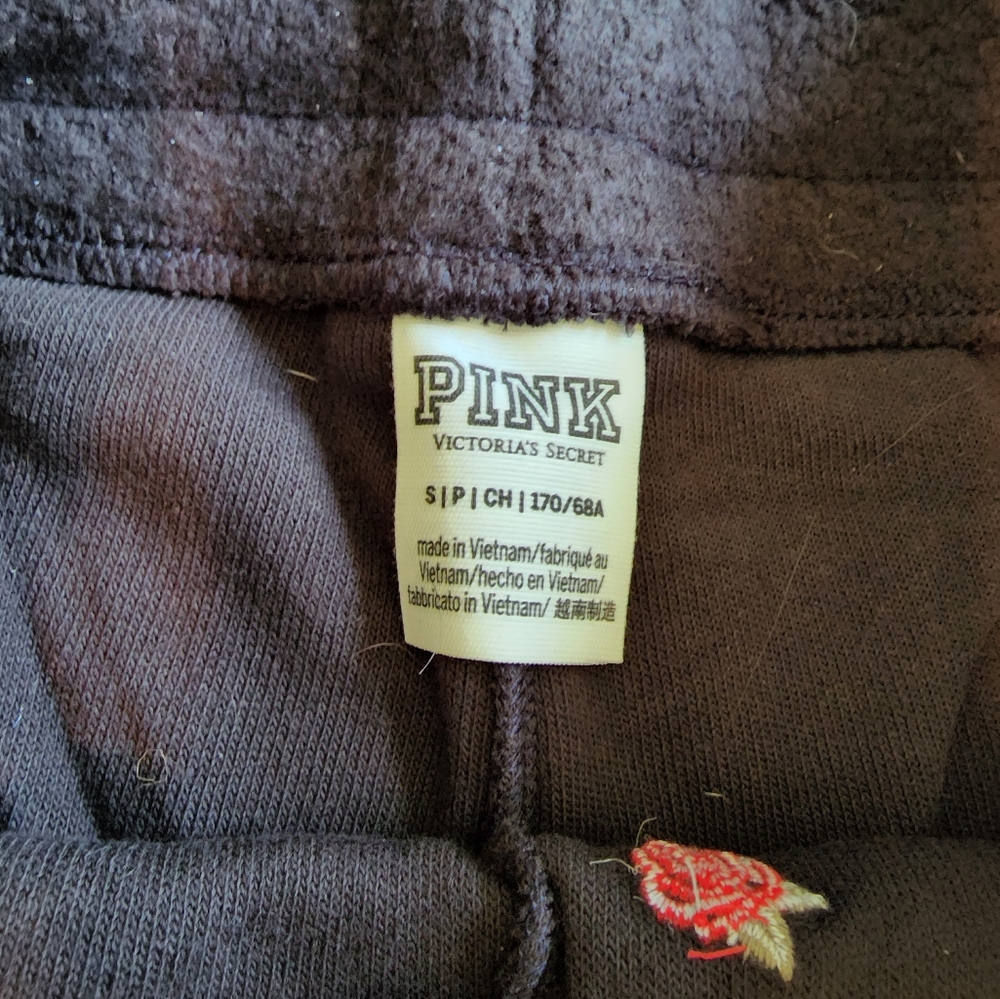 PINK
VICTORIA'S SECRET
S | P | CH | 170/68A
made in Vietnam/fabriqué au
Vietnam/hecho en Vietnam/
fabbricato in Vietnam/ 越南制造